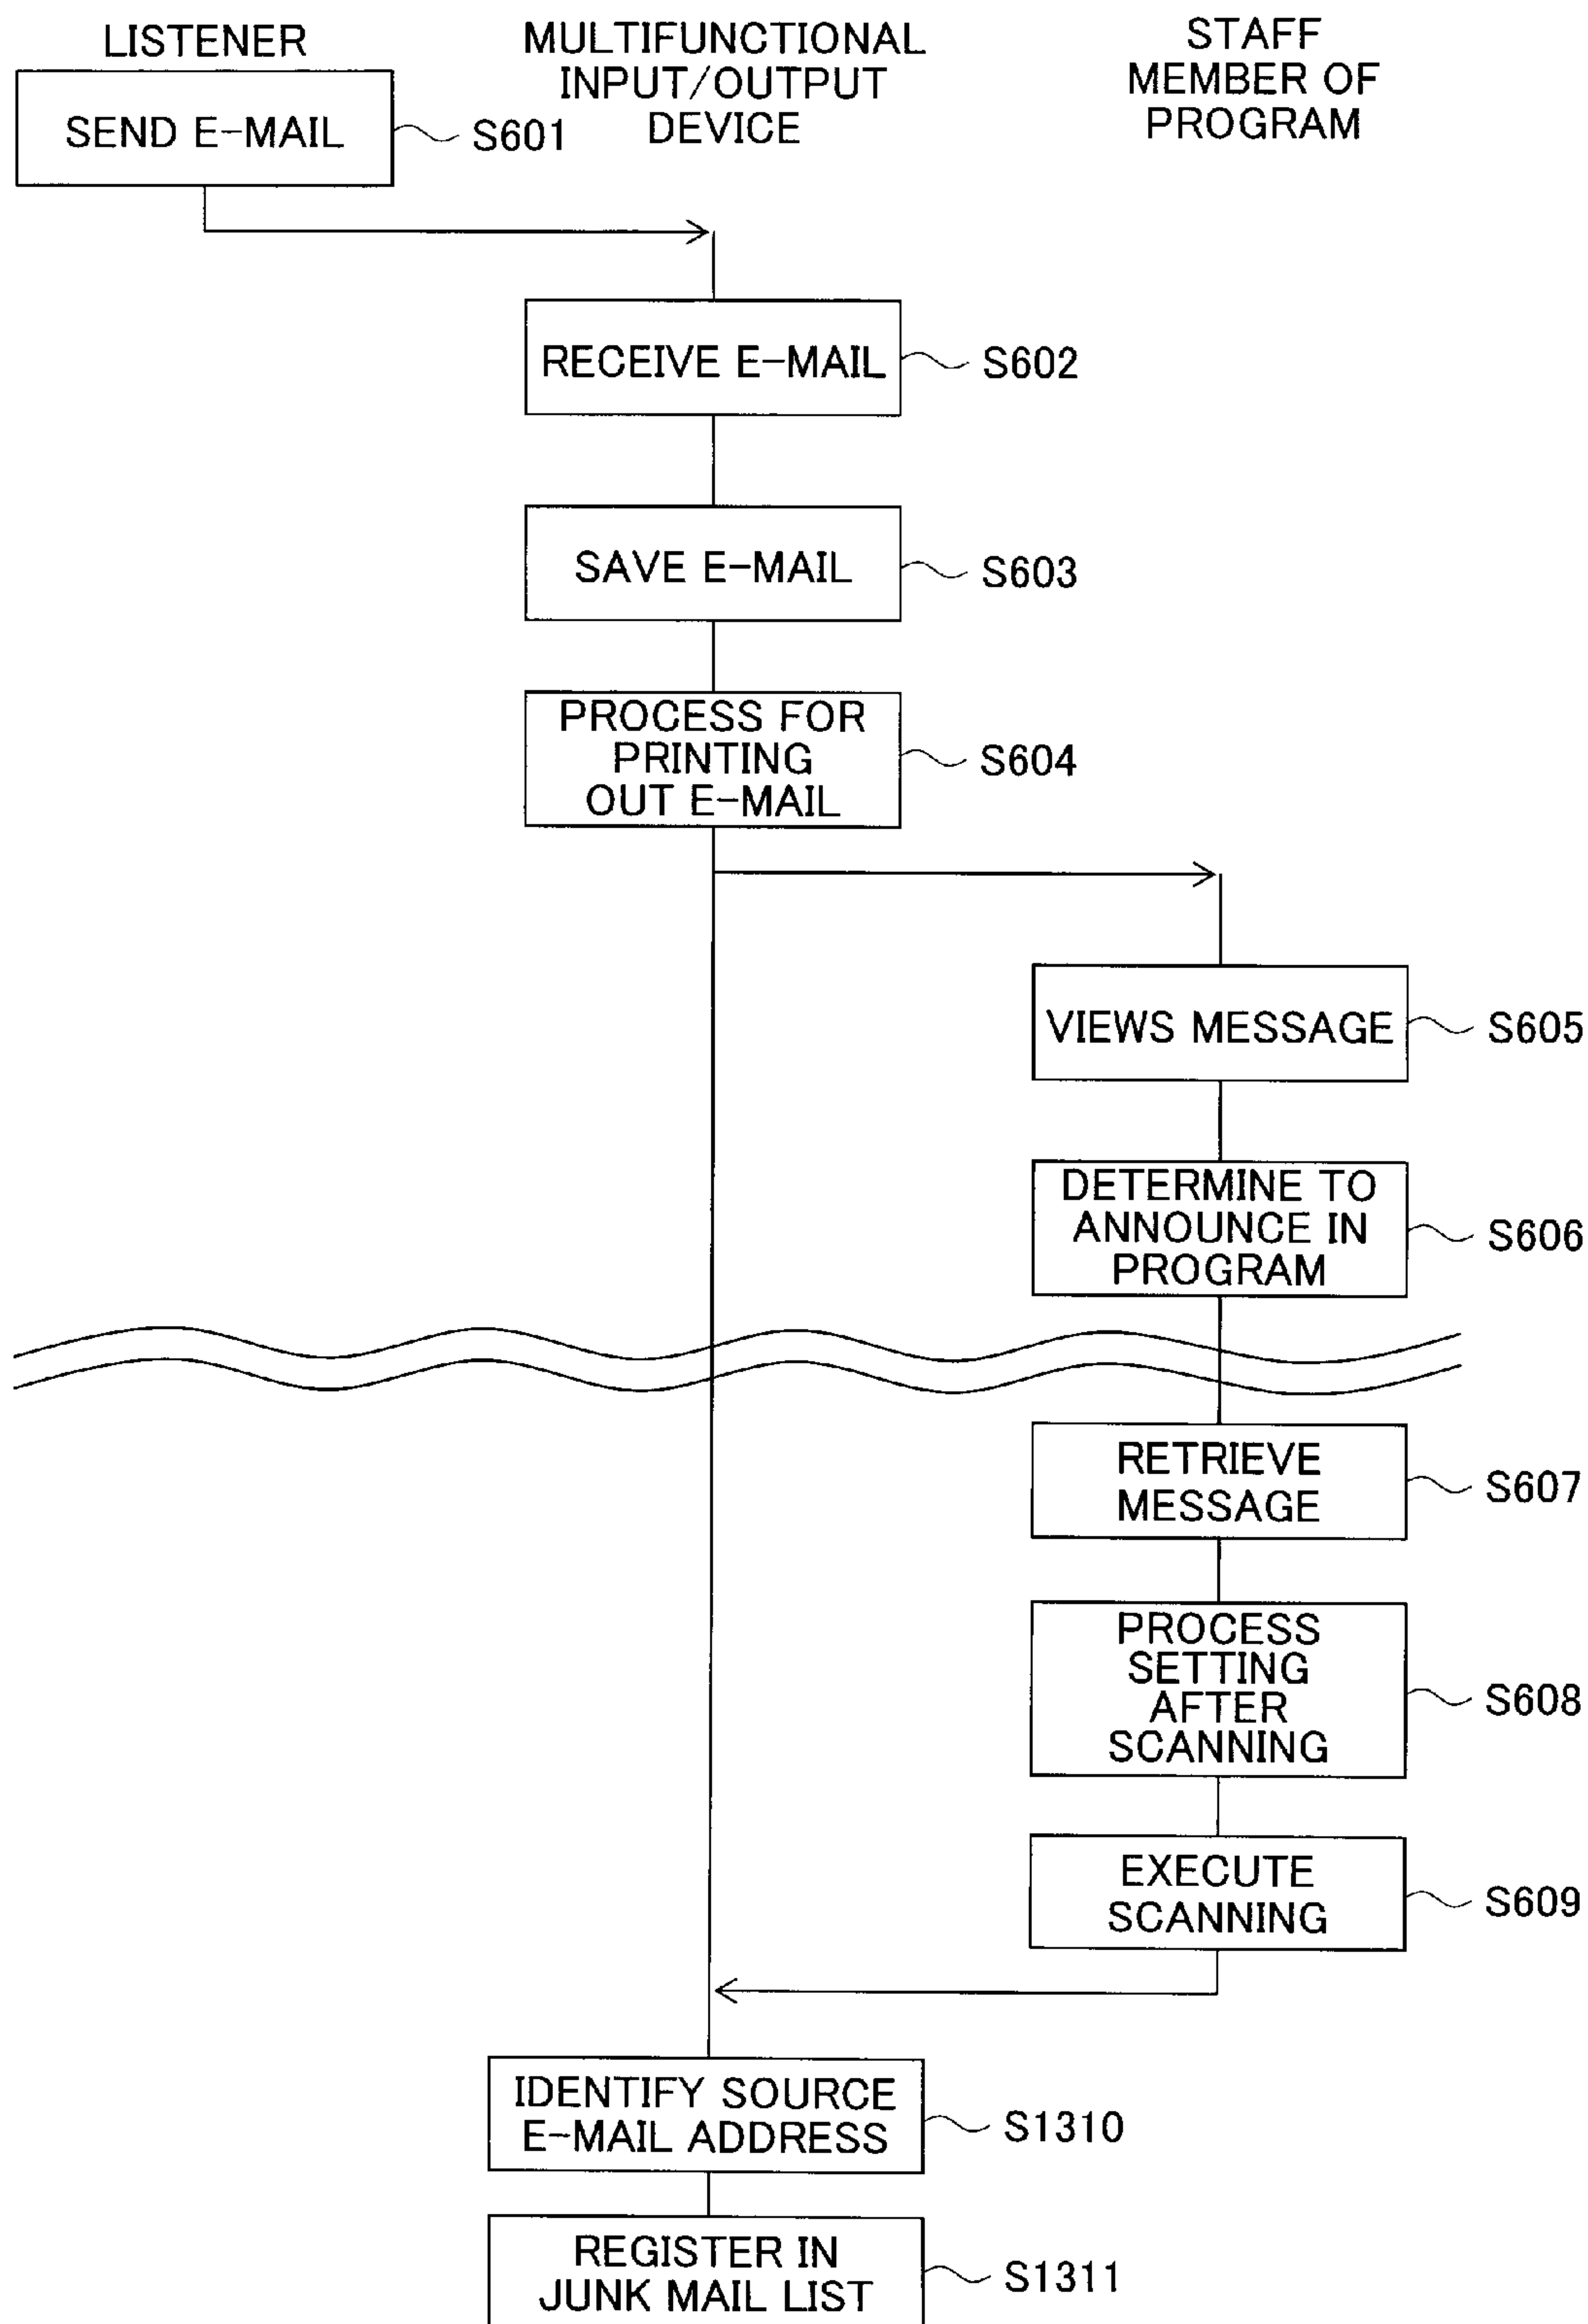 LISTENER
MULTIFUNCTIONAL
INPUT/OUTPUT
DEVICE
STAFF
MEMBER OF
PROGRAM
SEND E-MAIL
S601
RECEIVE E-MAIL
S602
SAVE E-MAIL
S603
PROCESS FOR
PRINTING
OUT E-MAIL
S604
VIEWS MESSAGE
S605
DETERMINE TO
ANNOUNCE IN
PROGRAM
S606
RETRIEVE
MESSAGE
S607
PROCESS
SETTING
AFTER
SCANNING
S608
EXECUTE
SCANNING
S609
IDENTIFY SOURCE
E-MAIL ADDRESS
S1310
REGISTER IN
JUNK MAIL LIST
S1311